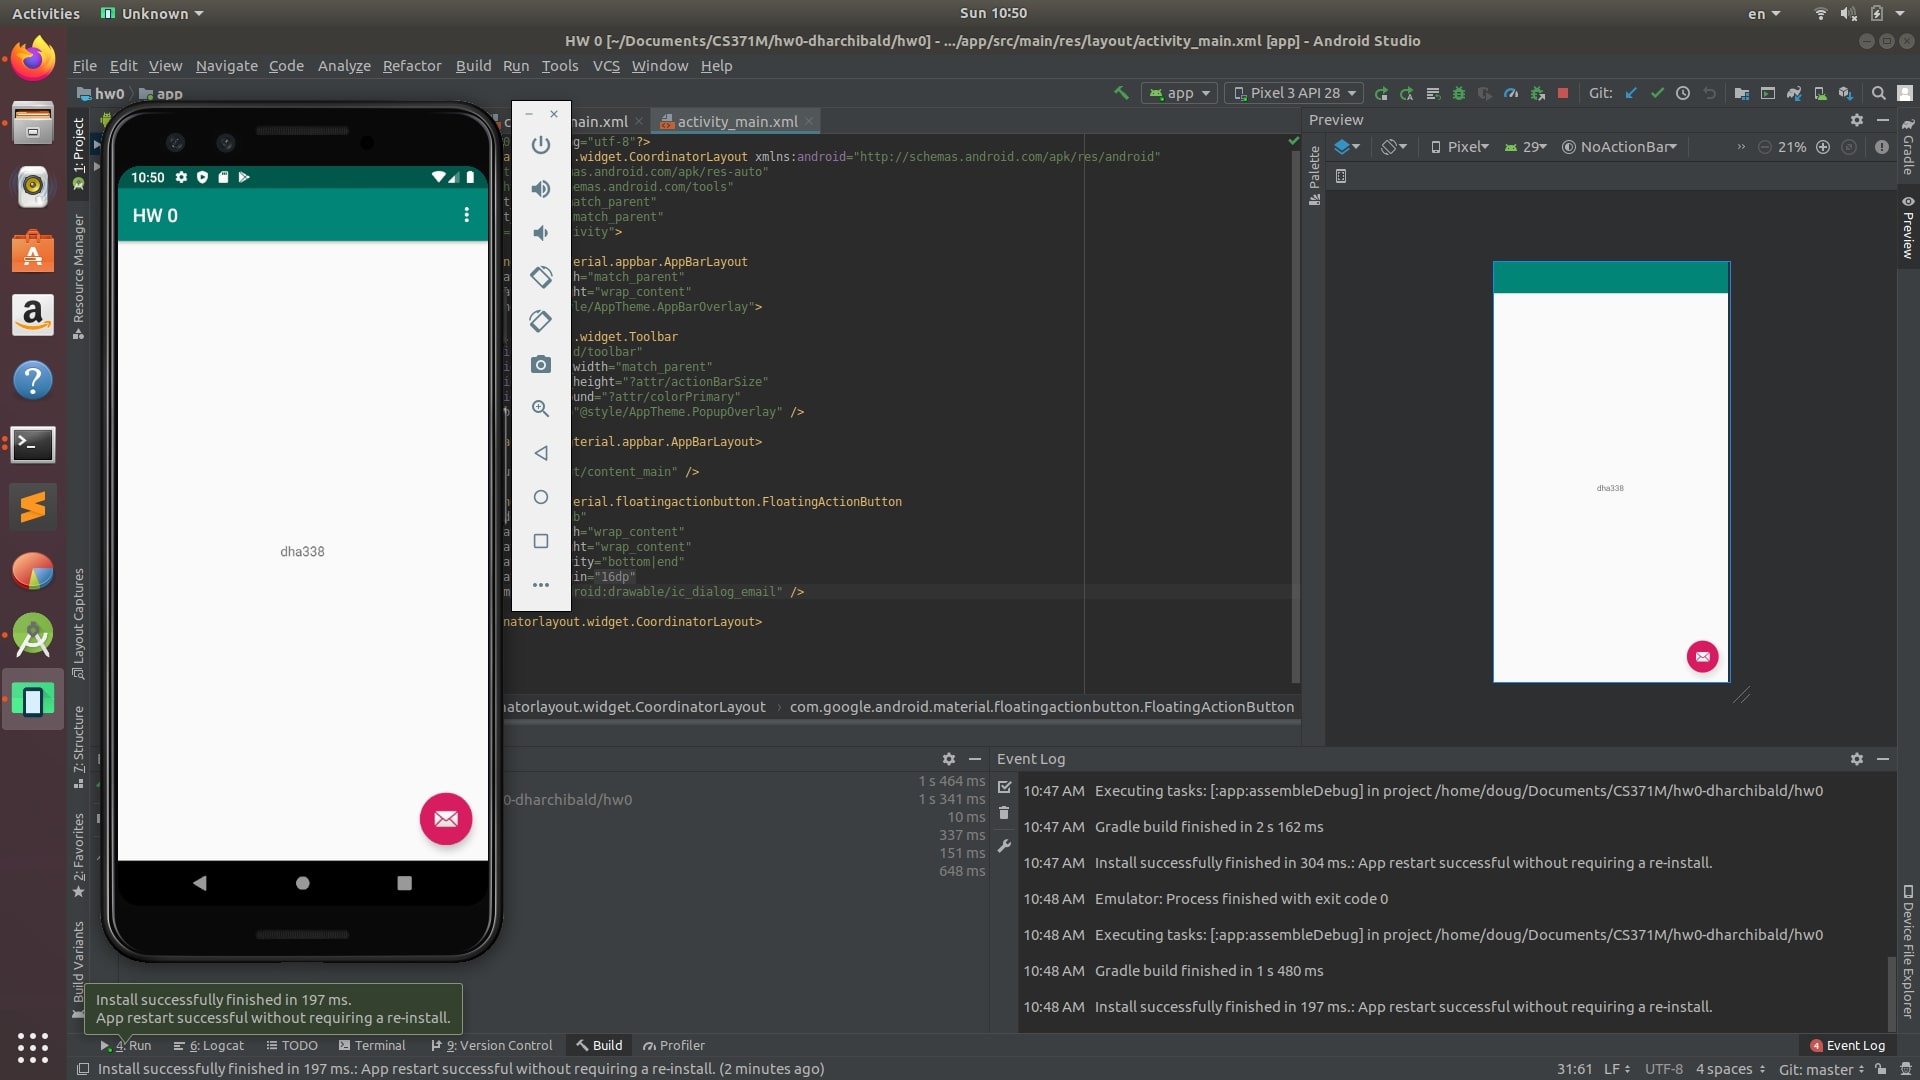 Activities Unknown Sun 10:50 en
HW 0 [~/Documents/CS371M/hw0-dharchibald/hw0] - .../app/src/main/res/layout/activity_main.xml [app] - Android Studio
File Edit View Navigate Code Analyze Refactor Build Run Tools VCS Window Help
hw0 app app Pixel 3 API 28 Git:
ain.xml activity_main.xml
Preview
1: Project
Resource Manager
Layout Captures
7: Structure
2: Favorites
Build Variants
10:50
HW 0
dha338
g="utf-8"?>
.widget.CoordinatorLayout xmlns:android="http://schemas.android.com/apk/res/android"
mas.android.com/apk/res-auto"
hemas.android.com/tools"
atch_parent"
match_parent"
ivity">
erial.appbar.AppBarLayout
h="match_parent"
ht="wrap_content"
le/AppTheme.AppBarOverlay">
.widget.Toolbar
d/toolbar"
width="match_parent"
height="?attr/actionBarSize"
und="?attr/colorPrimary"
"@style/AppTheme.PopupOverlay" />
terial.appbar.AppBarLayout>
t/content_main" />
erial.floatingactionbutton.FloatingActionButton
b"
h="wrap_content"
ht="wrap_content"
ity="bottom|end"
in="16dp"
roid:drawable/ic_dialog_email" />
natorlayout.widget.CoordinatorLayout>
natorlayout.widget.CoordinatorLayout › com.google.android.material.floatingactionbutton.FloatingActionButton
Palette
Pixel 29 NoActionBar » 21%
dha338
Gradle
Preview
Device File Explorer
0-dharchibald/hw0
1 s 464 ms
1 s 341 ms
10 ms
337 ms
151 ms
648 ms
Event Log
10:47 AM Executing tasks: [:app:assembleDebug] in project /home/doug/Documents/CS371M/hw0-dharchibald/hw0
10:47 AM Gradle build finished in 2 s 162 ms
10:47 AM Install successfully finished in 304 ms.: App restart successful without requiring a re-install.
10:48 AM Emulator: Process finished with exit code 0
10:48 AM Executing tasks: [:app:assembleDebug] in project /home/doug/Documents/CS371M/hw0-dharchibald/hw0
10:48 AM Gradle build finished in 1 s 480 ms
10:48 AM Install successfully finished in 197 ms.: App restart successful without requiring a re-install.
Install successfully finished in 197 ms.
App restart successful without requiring a re-install.
4: Run 6: Logcat TODO Terminal 9: Version Control Build Profiler 4 Event Log
Install successfully finished in 197 ms.: App restart successful without requiring a re-install. (2 minutes ago) 31:61 LF UTF-8 4 spaces Git: master